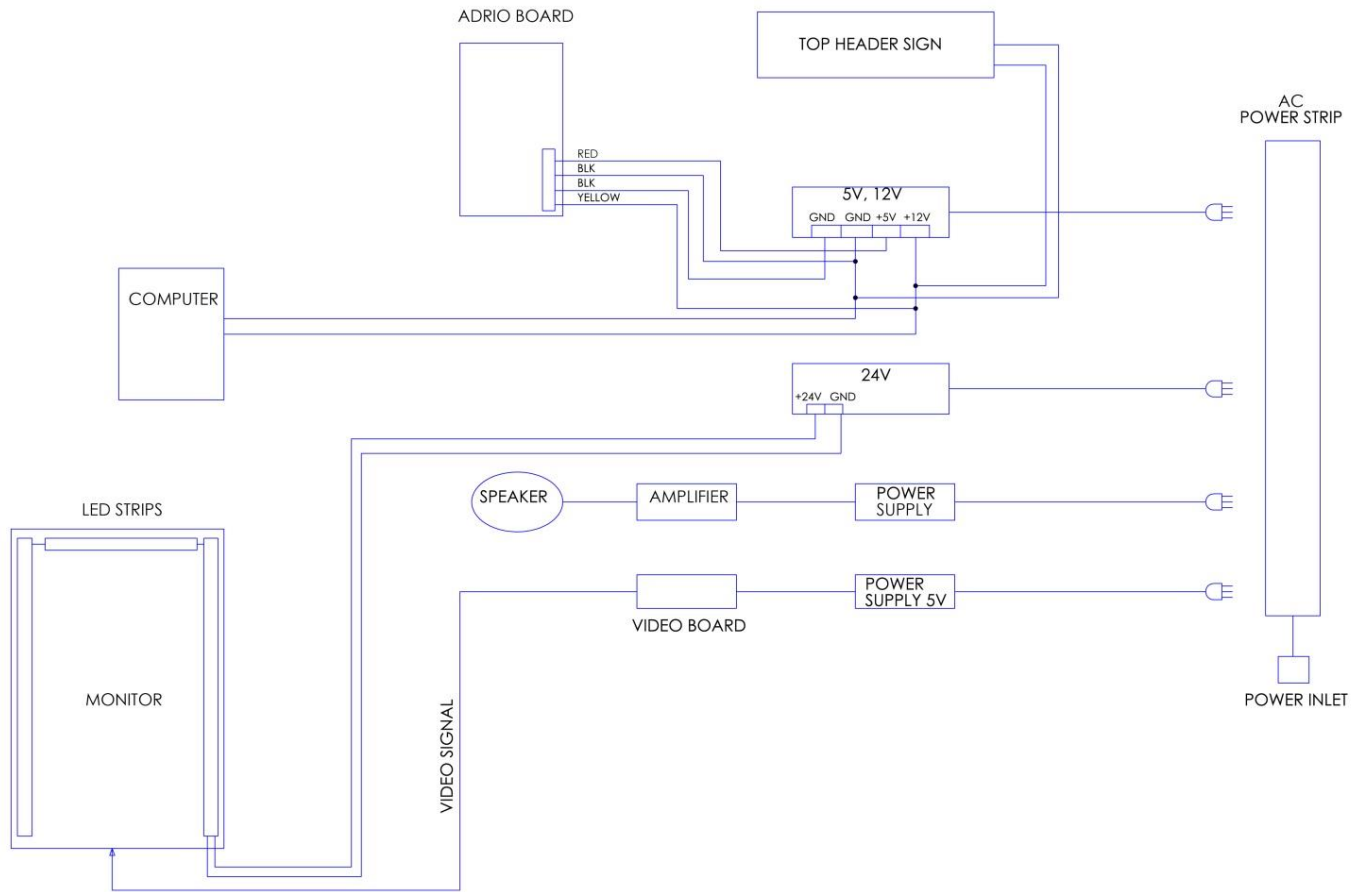 ADRIO BOARD
TOP HEADER SIGN
AC
POWER STRIP
RED
BLK
BLK
YELLOW
5V, 12V
GND GND +5V +12V
COMPUTER
24V
+24V GND
SPEAKER
AMPLIFIER
POWER
SUPPLY
LED STRIPS
POWER
SUPPLY 5V
VIDEO BOARD
MONITOR
VIDEO SIGNAL
POWER INLET